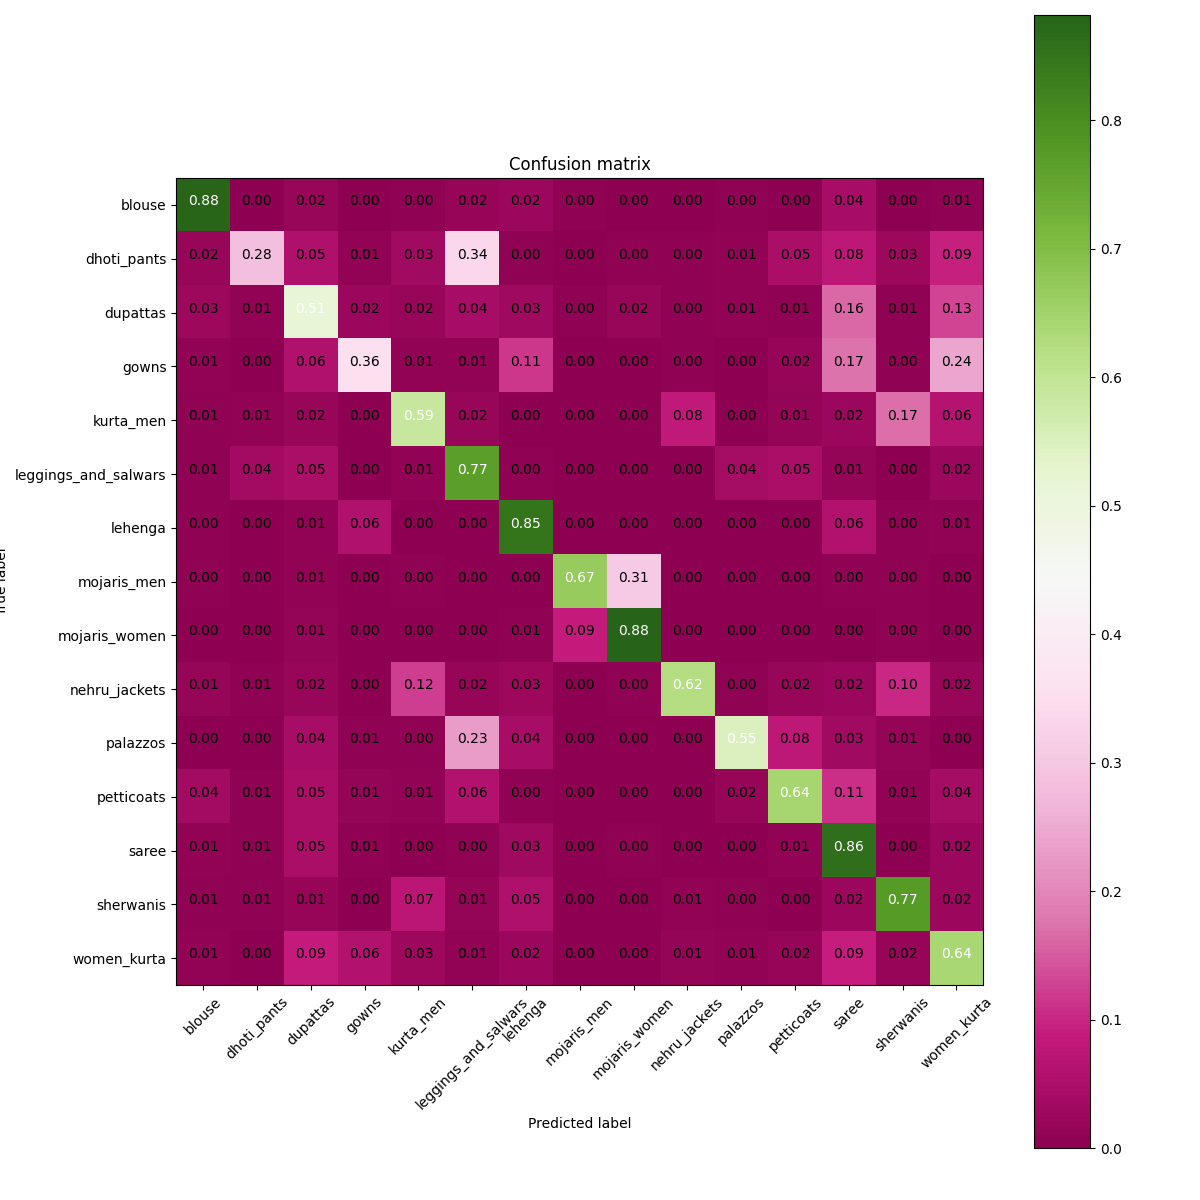 Confusion matrix
blouse 0.88 0.00 0.02 0.00 0.00 0.02 0.02 0.00 0.00 0.00 0.00 0.00 0.04 0.00 0.01
dhoti_pants 0.02 0.28 0.05 0.01 0.03 0.34 0.00 0.00 0.00 0.00 0.01 0.05 0.08 0.03 0.09
dupattas 0.03 0.01 0.51 0.02 0.02 0.04 0.03 0.00 0.02 0.00 0.01 0.01 0.16 0.01 0.13
gowns 0.01 0.00 0.06 0.36 0.01 0.01 0.11 0.00 0.00 0.00 0.00 0.02 0.17 0.00 0.24
kurta_men 0.01 0.01 0.02 0.00 0.59 0.02 0.00 0.00 0.00 0.08 0.00 0.01 0.02 0.17 0.06
leggings_and_salwars 0.01 0.04 0.05 0.00 0.01 0.77 0.00 0.00 0.00 0.00 0.04 0.05 0.01 0.00 0.02
lehenga 0.00 0.00 0.01 0.06 0.00 0.00 0.85 0.00 0.00 0.00 0.00 0.00 0.06 0.00 0.01
mojaris_men 0.00 0.00 0.01 0.00 0.00 0.00 0.00 0.67 0.31 0.00 0.00 0.00 0.00 0.00 0.00
mojaris_women 0.00 0.00 0.01 0.00 0.00 0.00 0.01 0.09 0.88 0.00 0.00 0.00 0.00 0.00 0.00
nehru_jackets 0.01 0.01 0.02 0.00 0.12 0.02 0.03 0.00 0.00 0.62 0.00 0.02 0.02 0.10 0.02
palazzos 0.00 0.00 0.04 0.01 0.00 0.23 0.04 0.00 0.00 0.00 0.55 0.08 0.03 0.01 0.00
petticoats 0.04 0.01 0.05 0.01 0.01 0.06 0.00 0.00 0.00 0.00 0.02 0.64 0.11 0.01 0.04
saree 0.01 0.01 0.05 0.01 0.00 0.00 0.03 0.00 0.00 0.00 0.00 0.01 0.86 0.00 0.02
sherwanis 0.01 0.01 0.01 0.00 0.07 0.01 0.05 0.00 0.00 0.01 0.00 0.00 0.02 0.77 0.02
women_kurta 0.01 0.00 0.09 0.06 0.03 0.01 0.02 0.00 0.00 0.01 0.01 0.02 0.09 0.02 0.64
blouse dhoti_pants dupattas gowns kurta_men leggings_and_salwars lehenga mojaris_men mojaris_women nehru_jackets palazzos petticoats saree sherwanis women_kurta
Predicted label
0.8
0.7
0.6
0.5
0.4
0.3
0.2
0.1
0.0